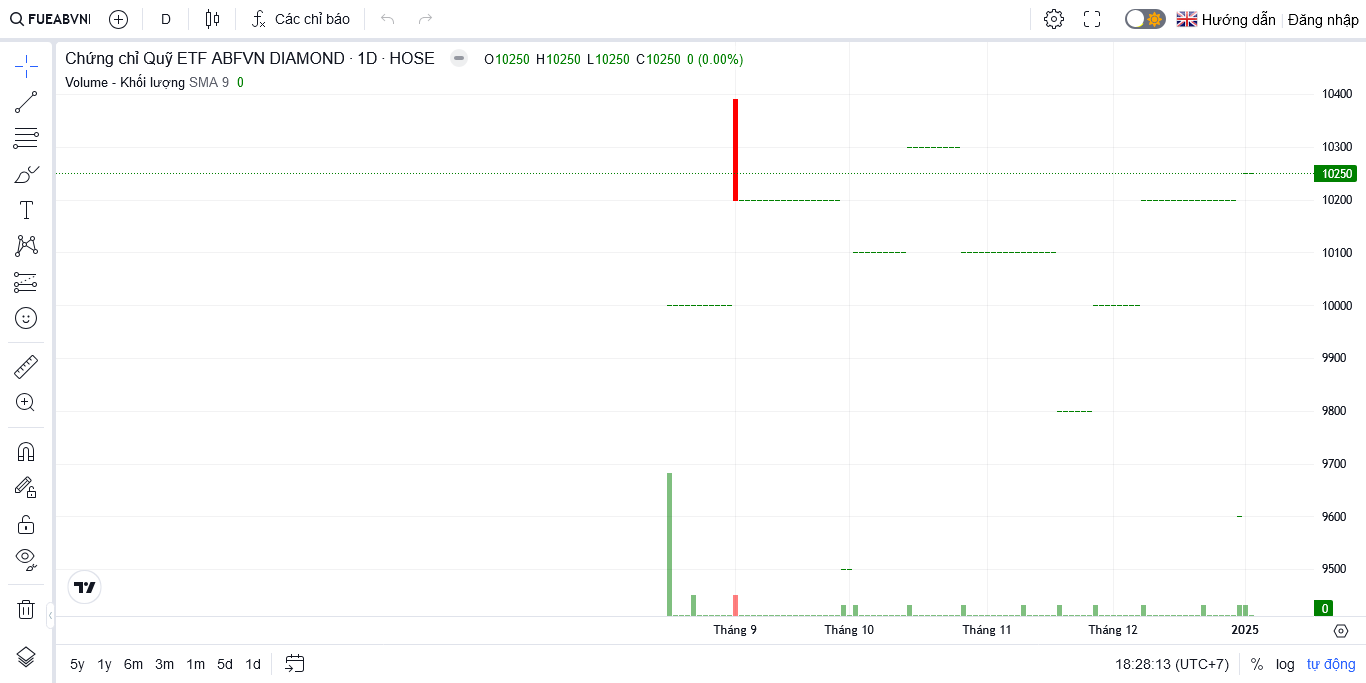 FUEABVNI D Các chỉ báo Hướng dẫn Đăng nhập
Chứng chỉ Quỹ ETF ABFVN DIAMOND · 1D · HOSE O10250 H10250 L10250 C10250 0 (0.00%)
Volume - Khối lượng SMA 9 0
10400
10300
10250
10200
10100
10000
9900
9800
9700
9600
9500
0
Tháng 9 Tháng 10 Tháng 11 Tháng 12 2025
5y 1y 6m 3m 1m 5d 1d 18:28:13 (UTC+7) % log tự động